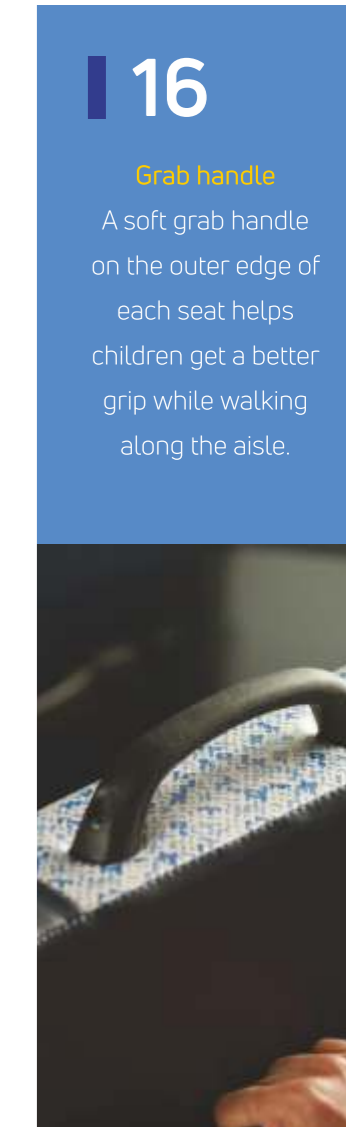 16
Grab handle
A soft grab handle
on the outer edge of
each seat helps
children get a better
grip while walking
along the aisle.